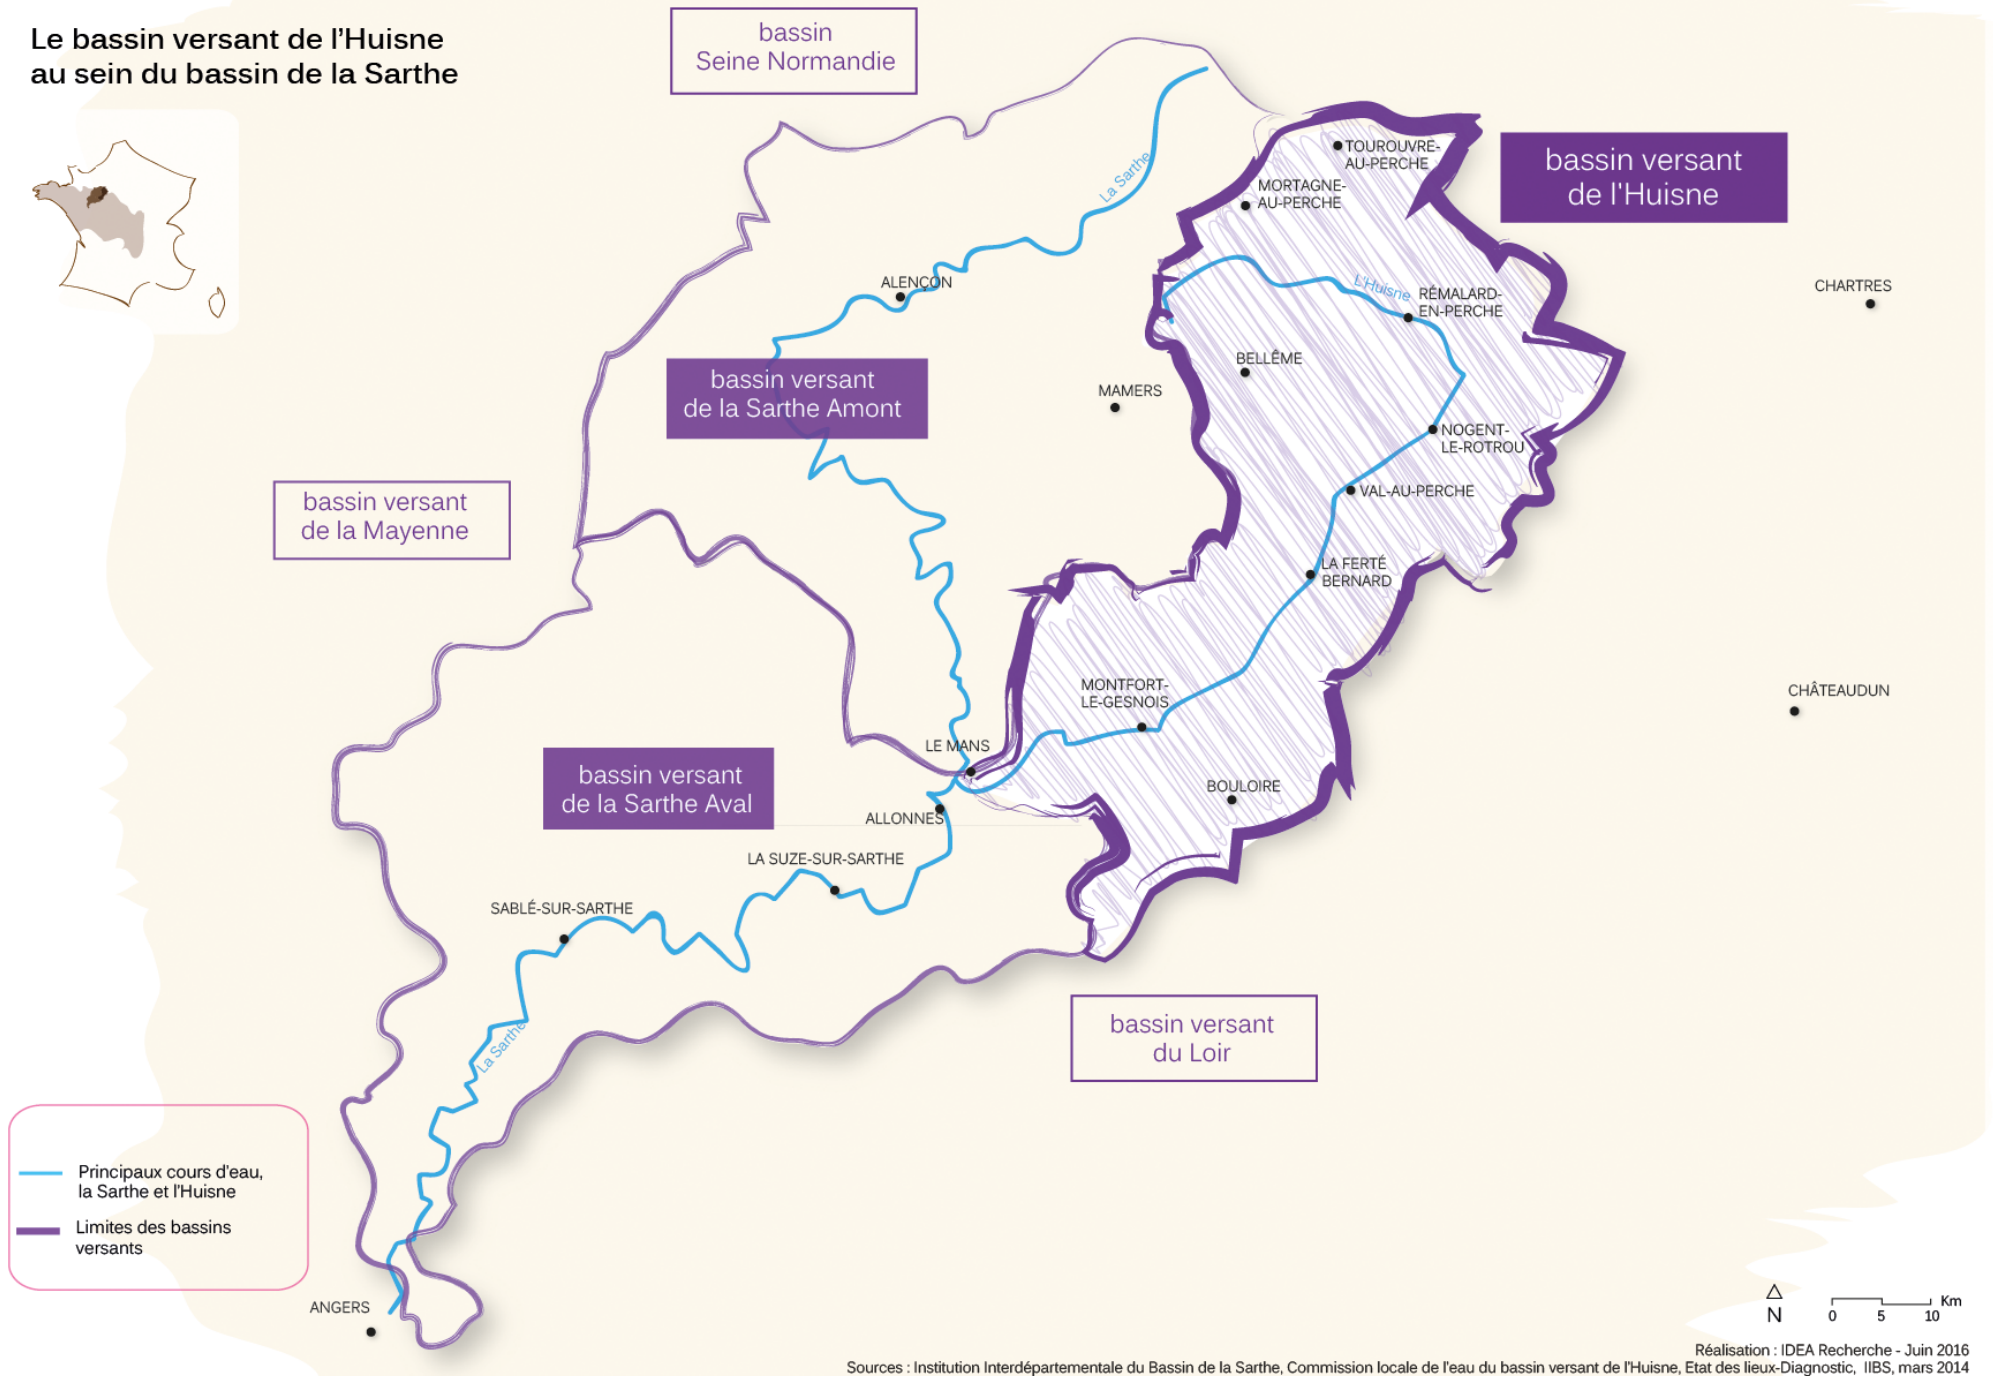 Le bassin versant de l'Huisne
au sein du bassin de la Sarthe
bassin
Seine Normandie
bassin versant
de l'Huisne
TOUROUVRE-
AU-PERCHE
MORTAGNE-
AU-PERCHE
La Sarthe
ALENÇON
L'Huisne
RÉMALARD-
EN-PERCHE
CHARTRES
BELLÊME
MAMERS
bassin versant
de la Sarthe Amont
NOGENT-
LE-ROTROU
VAL-AU-PERCHE
bassin versant
de la Mayenne
LA FERTÉ
BERNARD
MONTFORT-
LE-GESNOIS
CHÂTEAUDUN
LE MANS
bassin versant
de la Sarthe Aval
BOULOIRE
ALLONNES
LA SUZE-SUR-SARTHE
SABLÉ-SUR-SARTHE
La Sarthe
bassin versant
du Loir
Principaux cours d'eau,
la Sarthe et l'Huisne
Limites des bassins
versants
ANGERS
N
Km
0 5 10
Réalisation : IDEA Recherche - Juin 2016
Sources : Institution Interdépartementale du Bassin de la Sarthe, Commission locale de l'eau du bassin versant de l'Huisne, Etat des lieux-Diagnostic, IIBS, mars 2014